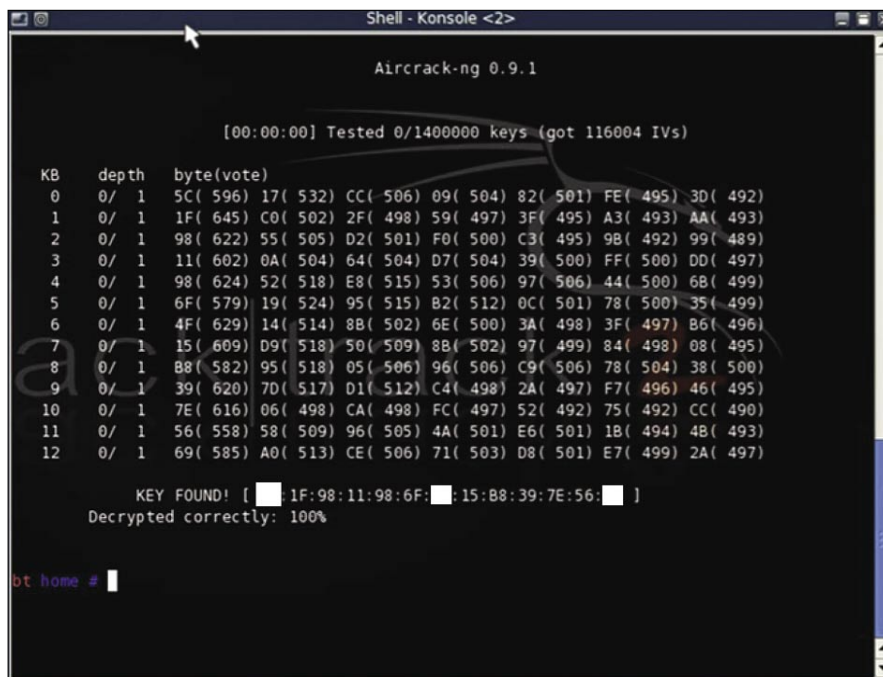 Shell - Konsole <2>
Aircrack-ng 0.9.1
[00:00:00] Tested 0/1400000 keys (got 116004 IVs)
KB depth byte(vote)
0 0/ 1 5C( 596) 17( 532) CC( 506) 09( 504) 82( 501) FE( 495) 3D( 492)
1 0/ 1 1F( 645) C0( 502) 2F( 498) 59( 497) 3F( 495) A3( 493) AA( 493)
2 0/ 1 98( 622) 55( 505) D2( 501) F0( 500) C3( 495) 9B( 492) 99( 489)
3 0/ 1 11( 602) 0A( 504) 64( 504) D7( 504) 39( 500) FF( 500) DD( 497)
4 0/ 1 98( 624) 52( 518) E8( 515) 53( 506) 97( 506) 44( 500) 6B( 499)
5 0/ 1 6F( 579) 19( 524) 95( 515) B2( 512) 0C( 501) 78( 500) 35( 499)
6 0/ 1 4F( 629) 14( 514) 8B( 502) 6E( 500) 3A( 498) 3F( 497) B6( 496)
7 0/ 1 15( 609) D9( 518) 50( 509) 8B( 502) 97( 499) 84( 498) 08( 495)
8 0/ 1 B8( 582) 95( 518) 05( 506) 96( 506) C9( 506) 78( 504) 38( 500)
9 0/ 1 39( 620) 7D( 517) D1( 512) C4( 498) 2A( 497) F7( 496) 46( 495)
10 0/ 1 7E( 616) 06( 498) CA( 498) FC( 497) 52( 492) 75( 492) CC( 490)
11 0/ 1 56( 558) 58( 509) 96( 505) 4A( 501) E6( 501) 1B( 494) 4B( 493)
12 0/ 1 69( 585) A0( 513) CE( 506) 71( 503) D8( 501) E7( 499) 2A( 497)
KEY FOUND! [ :1F:98:11:98:6F: :15:B8:39:7E:56: ]
Decrypted correctly: 100%
bt home #
ack|track 2